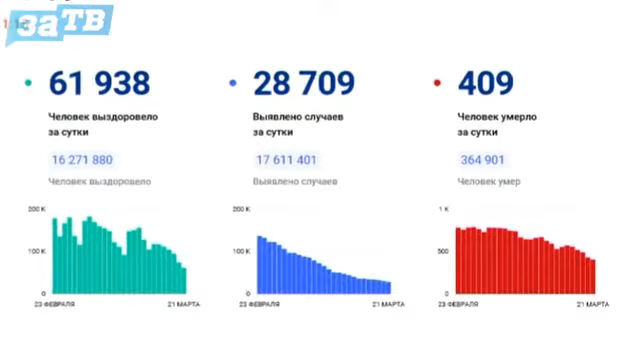 заТВ
61 938
Человек выздоровело
за сутки
16 271 880
Человек выздоровело
28 709
Выявлено случаев
за сутки
17 611 401
Выявлено случаев
409
Человек умерло
за сутки
364 901
Человек умер
200 К
100 К
0
23 ФЕВРАЛЯ
21 МАРТА
200 К
100 К
0
23 ФЕВРАЛЯ
21 МАРТА
1 К
500
0
23 ФЕВРАЛЯ
21 МАРТА